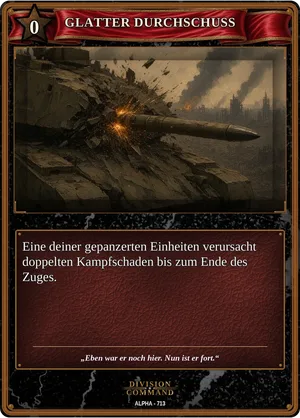 0
GLATTER DURCHSCHUSS
Eine deiner gepanzerten Einheiten verursacht
doppelten Kampfschaden bis zum Ende des
Zuges.
„Eben war er noch hier. Nun ist er fort.“
DIVISION
COMMAND
ALPHA - 713